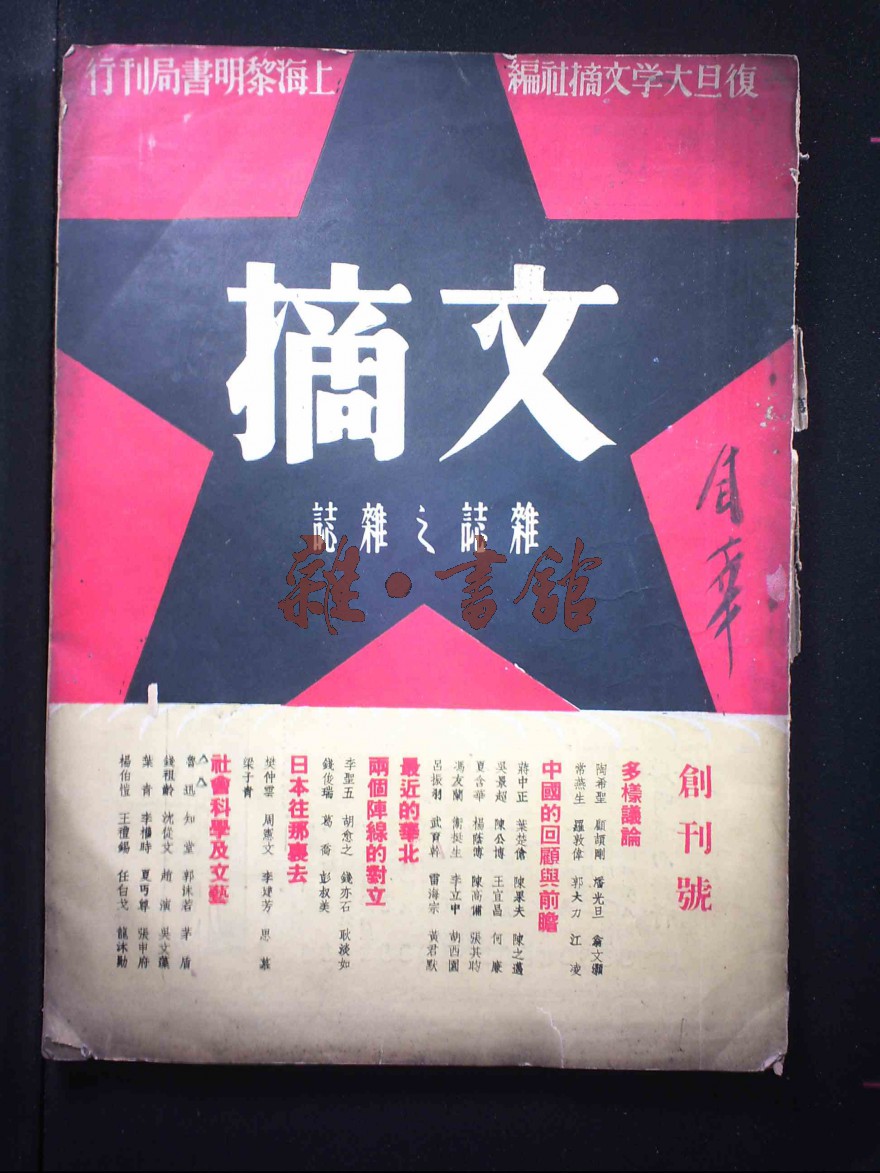 復旦大学文摘社編
上海黎明書局刊行
文摘
雜誌之雜誌
雜·書館
創刊號
多樣議論
陶希聖 顧頡剛 潘光旦 翁文灝
常燕生 羅敦偉 郭大力 江凌
中國的回顧與前瞻
蔣中正 葉楚傖 陳果夫 陳之邁
吳景超 陳公博 王宜昌 何廉
夏含華 楊蔭溥 陳高傭 張其昀
馮友蘭 衛挺生 李立中 胡西園
呂振羽 武堉幹 雷海宗 黃君默
最近的華北
兩個陣線的對立
李聖五 胡愈之 錢亦石 耿淡如
錢俊瑞 葛喬 彭叔美
日本往那裏去
樊仲雲 周憲文 李建芳 思慕
梁子青
社會科學及文藝
魯迅 知堂 郭沫若 茅盾
錢祖齡 沈從文 趙演 吳文藻
葉青 李權時 夏丏尊 張申府
楊伯愷 王禮錫 任白戈 龍沐勛